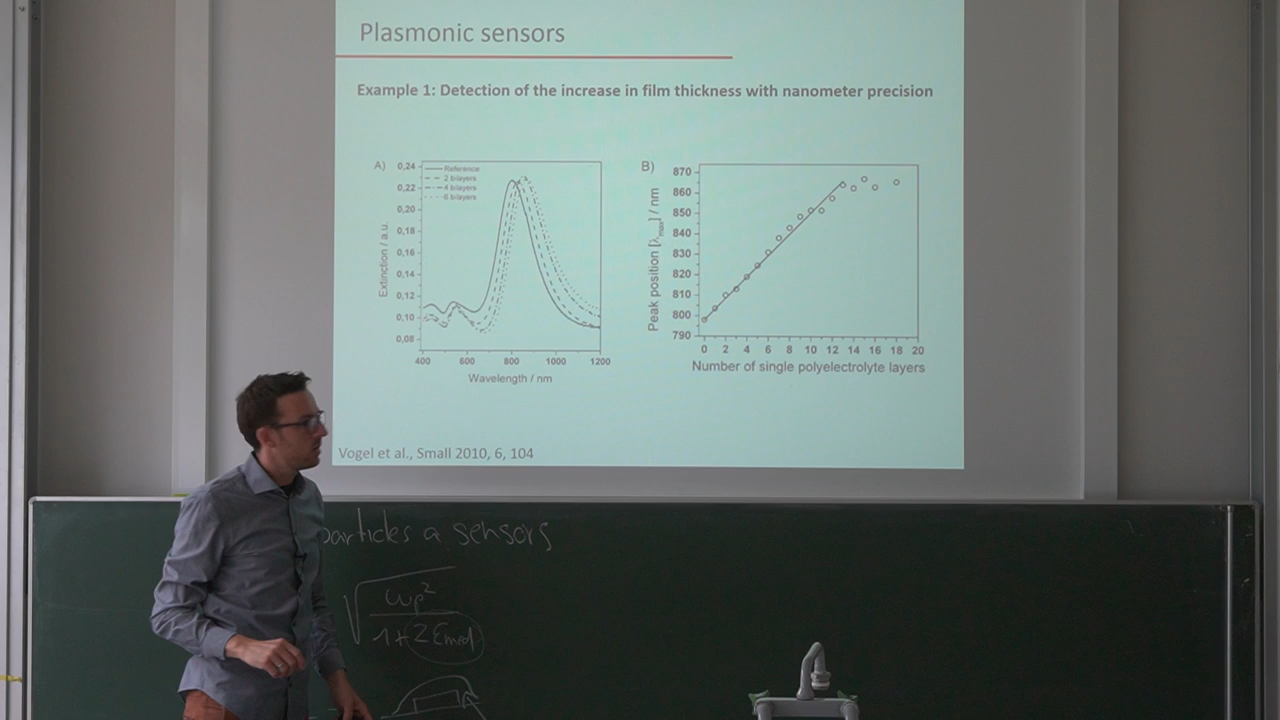 Plasmonic sensors
Example 1: Detection of the increase in film thickness with nanometer precision
A)
0,24
0,22
0,20
0,18
0,16
0,14
0,12
0,10
0,08
Extinction / a.u.
Reference
2 bilayers
4 bilayers
6 bilayers
400 600 800 1000 1200
Wavelength / nm
B)
870
860
850
840
830
820
810
800
790
Peak position [λmax] / nm
0 2 4 6 8 10 12 14 16 18 20
Number of single polyelectrolyte layers
Vogel et al., Small 2010, 6, 104
particles a sensors
√ ωp²
1+2εmed